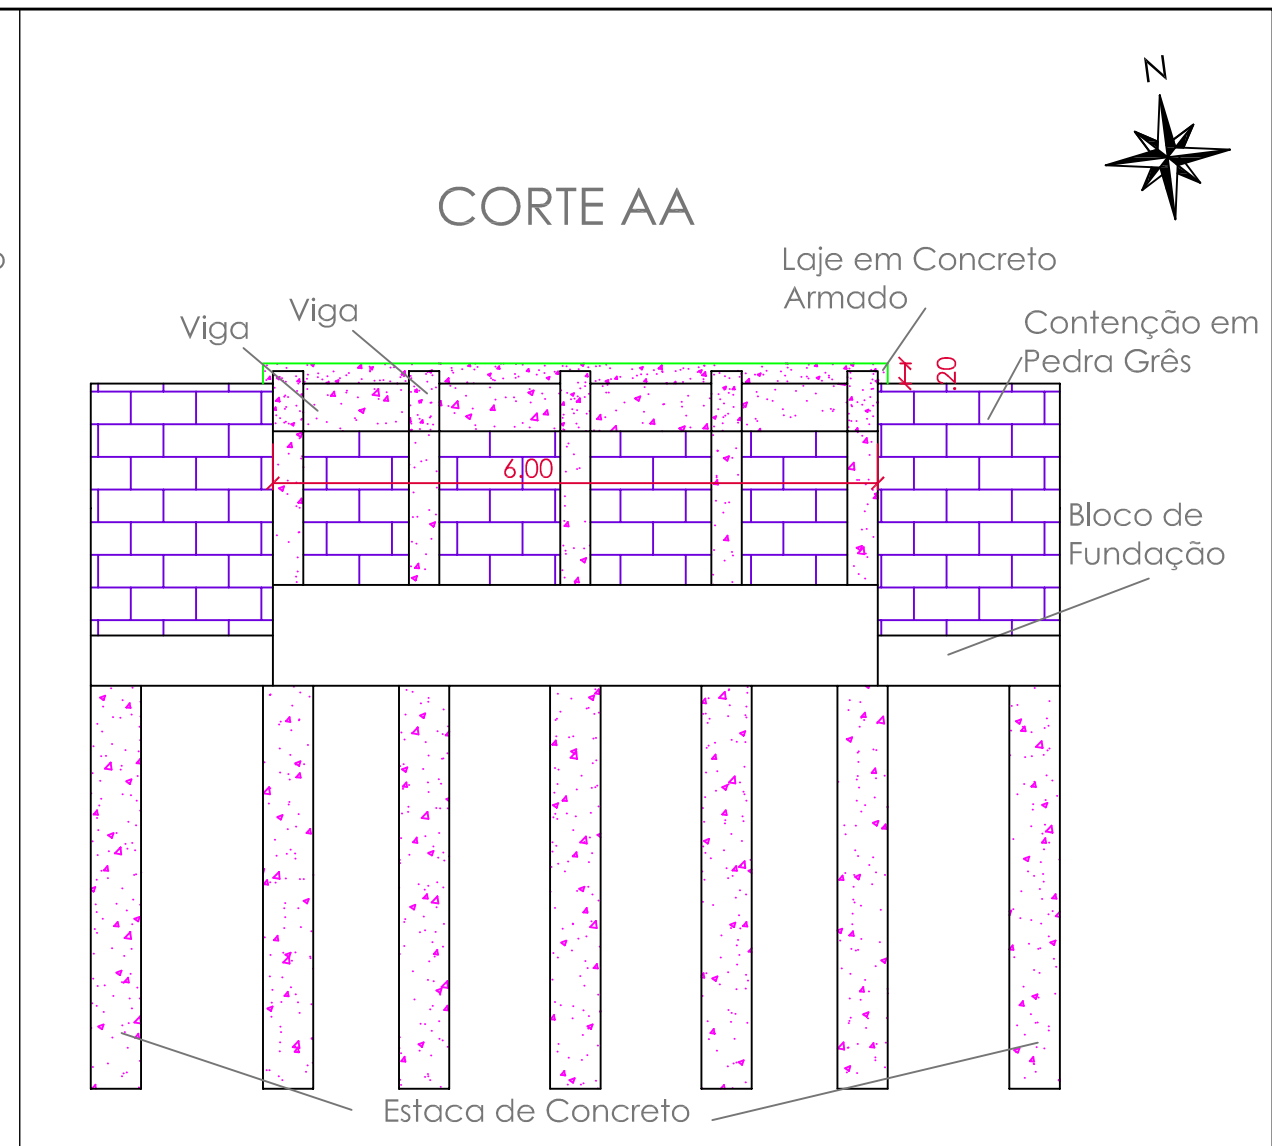 N
CORTE AA
o
Laje em Concreto
Armado
Viga
Viga
Contenção em
Pedra Grês
.20
6.00
Bloco de
Fundação
Estaca de Concreto